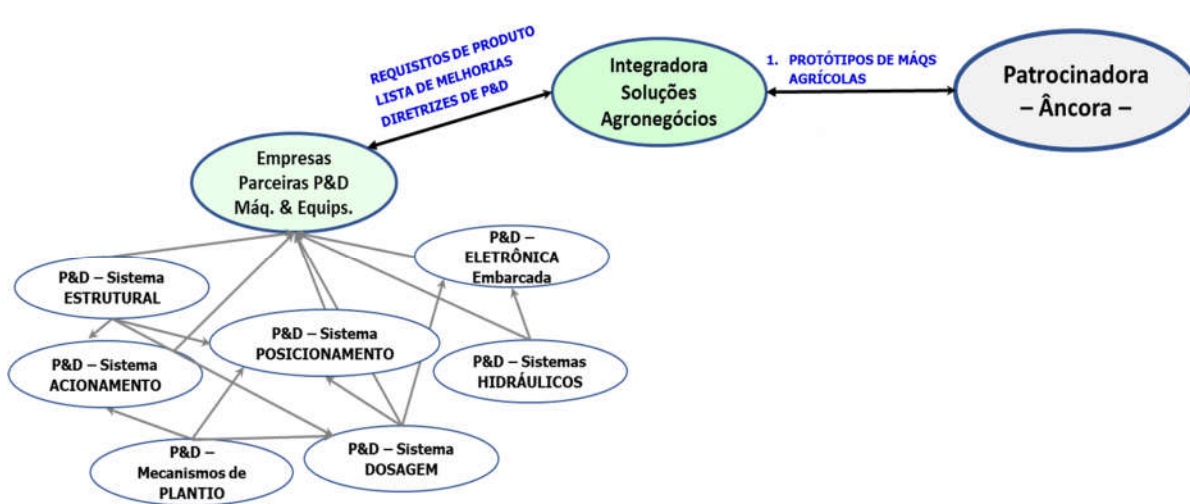 REQUISITOS DE PRODUTO
LISTA DE MELHORIAS
DIRETRIZES DE P&D
Integradora
Soluções
Agronegócios
1. PROTÓTIPOS DE MÁQS
AGRÍCOLAS
Patrocinadora
– Âncora –
Empresas
Parceiras P&D
Máq. & Equips.
P&D –
ELETRÔNICA
Embarcada
P&D – Sistema
ESTRUTURAL
P&D – Sistema
POSICIONAMENTO
P&D – Sistema
ACIONAMENTO
P&D – Sistemas
HIDRÁULICOS
P&D –
Mecanismos de
PLANTIO
P&D – Sistema
DOSAGEM